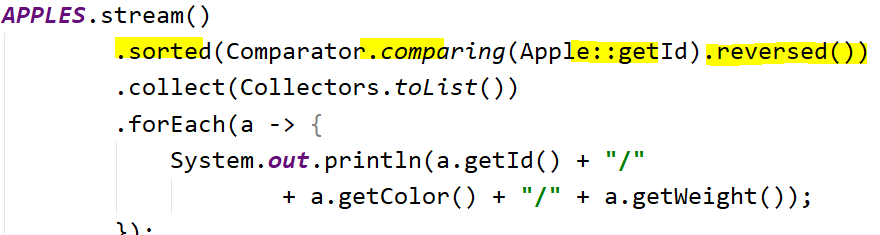 APPLES.stream()
.sorted(Comparator.comparing(Apple::getId).reversed())
.collect(Collectors.toList())
.forEach(a -> {
System.out.println(a.getId() + "/"
+ a.getColor() + "/" + a.getWeight());
});